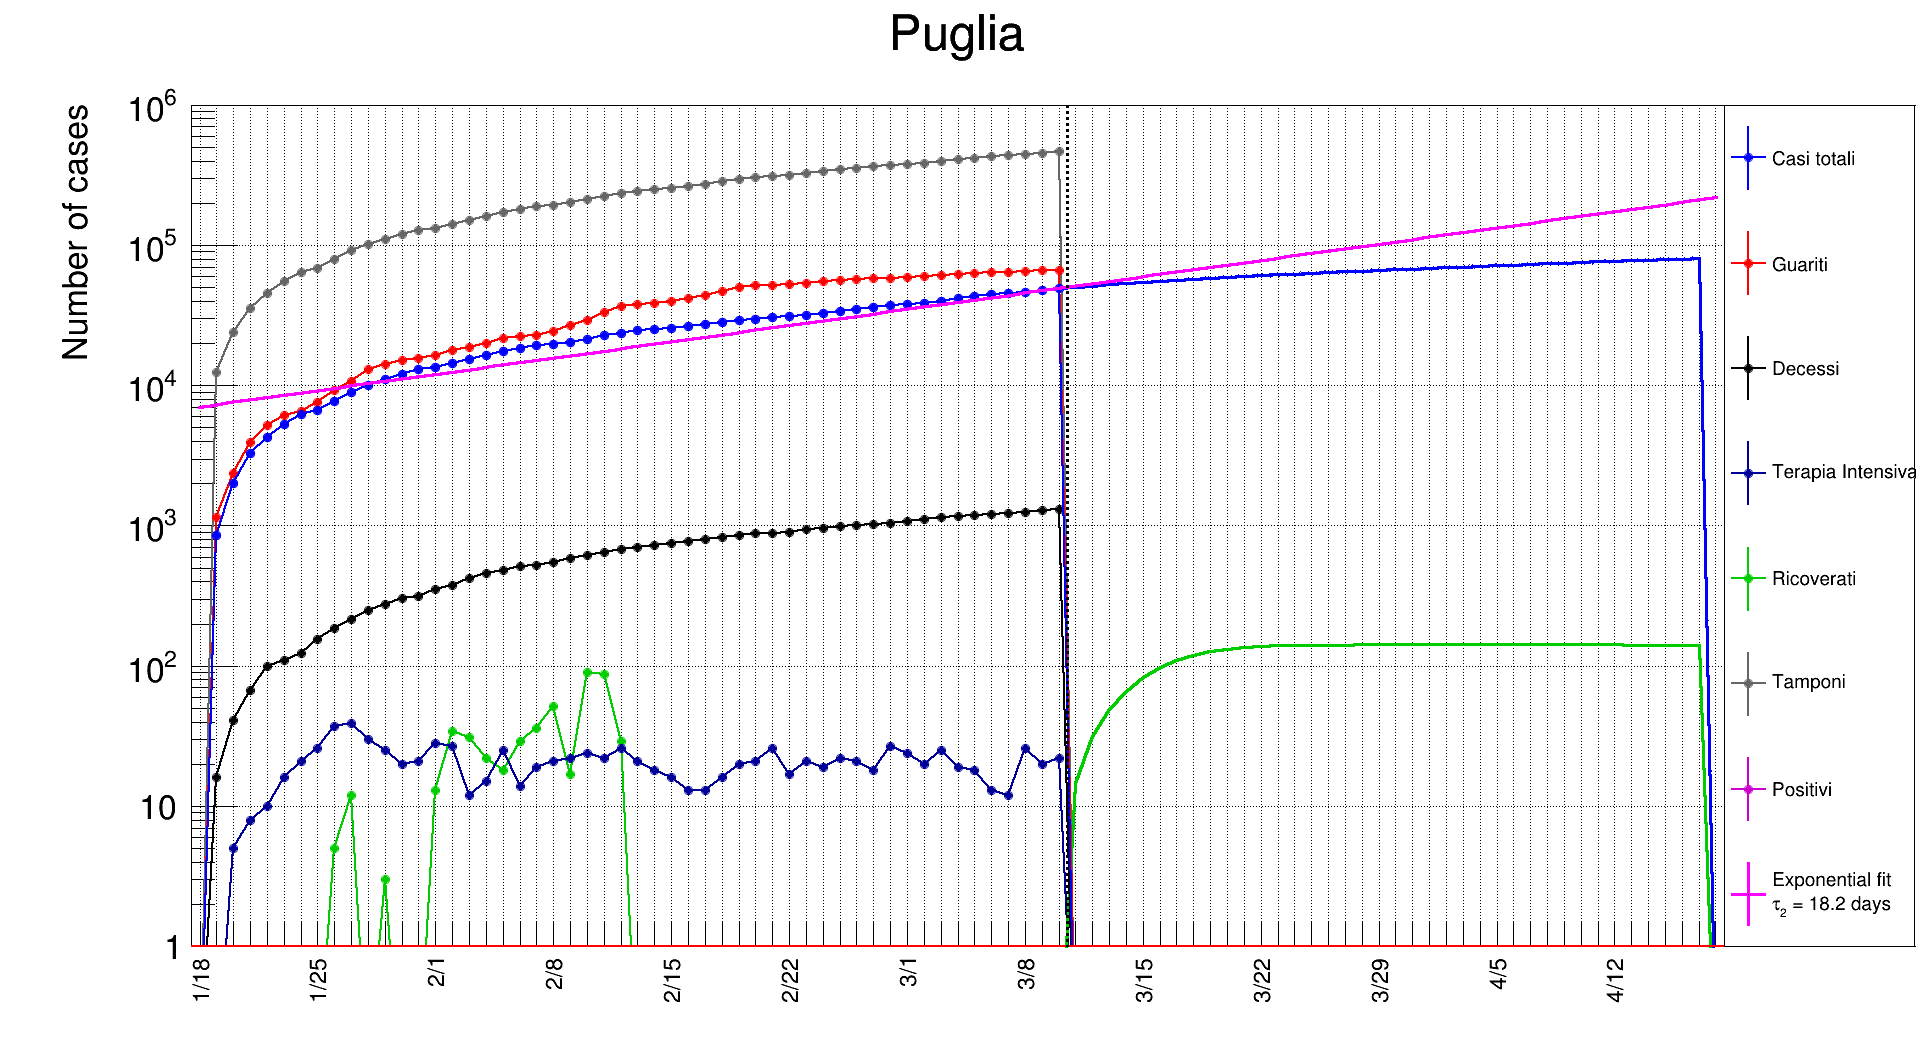 Puglia
Number of cases
10^6
10^5
10^4
10^3
10^2
10
1
1/18
1/25
2/1
2/8
2/15
2/22
3/1
3/8
3/15
3/22
3/29
4/5
4/12
Casi totali
Guariti
Decessi
Terapia Intensiva
Ricoverati
Tamponi
Positivi
Exponential fit
τ_2 = 18.2 days